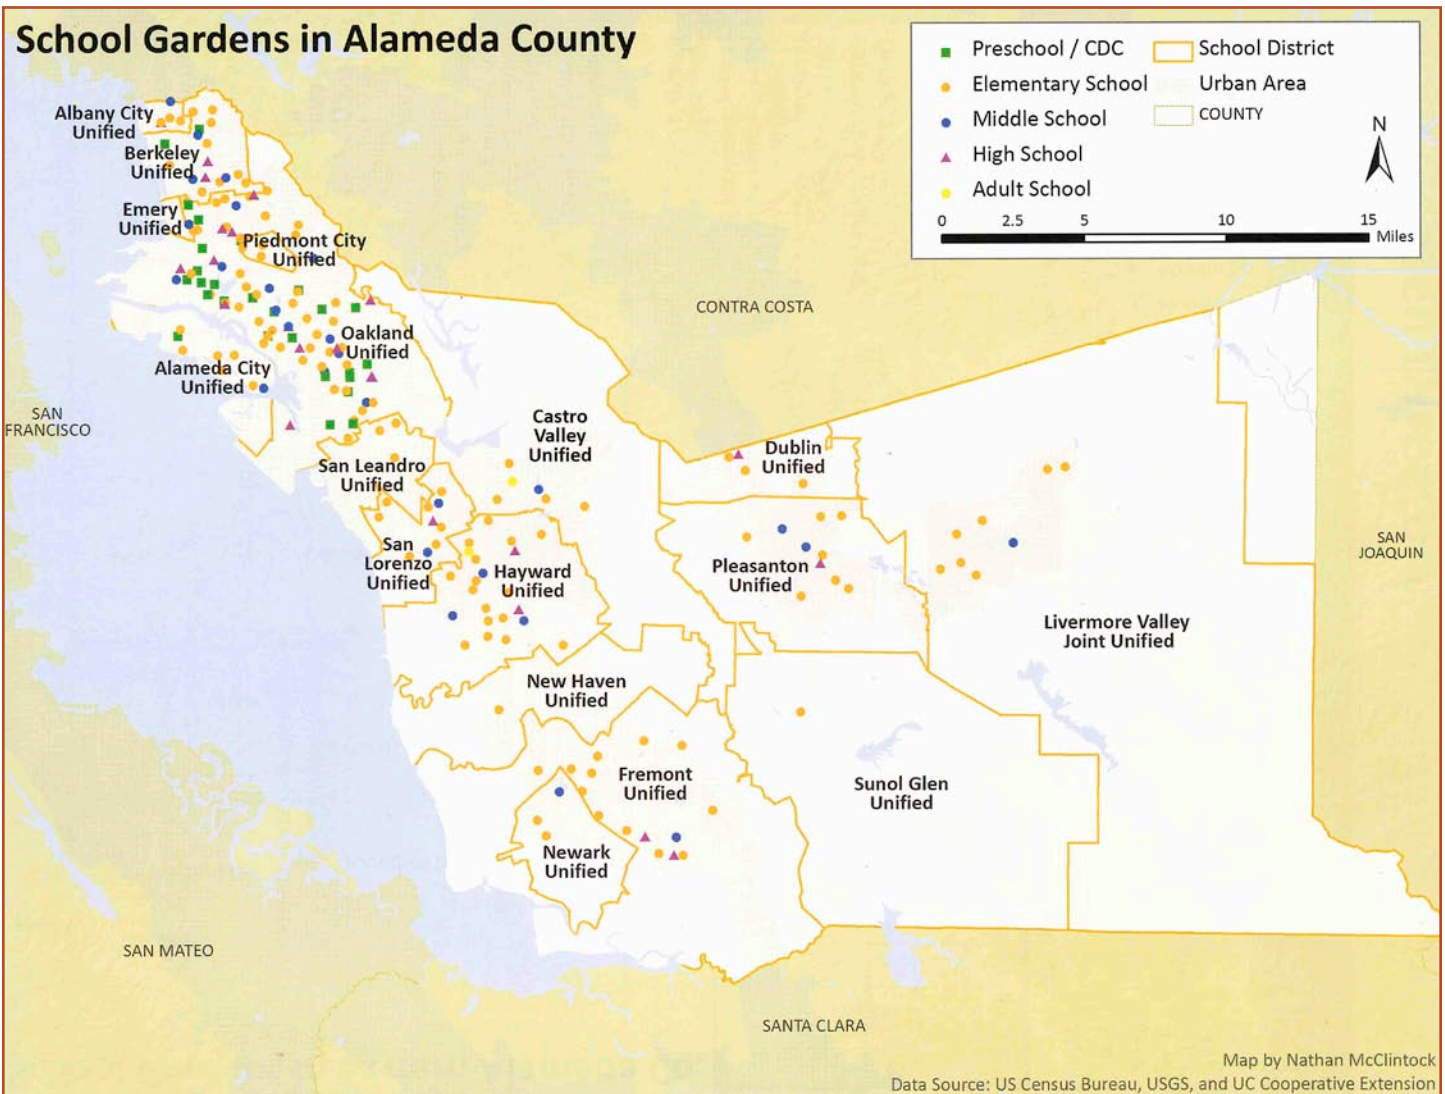 School Gardens in Alameda County
Preschool / CDC
Elementary School
Middle School
High School
Adult School
School District
Urban Area
COUNTY
N
0 2.5 5 10 15
Miles
Albany City
Unified
Berkeley
Unified
Emery
Unified
Piedmont City
Unified
CONTRA COSTA
Oakland
Unified
Alameda City
Unified
SAN
FRANCISCO
Castro
Valley
Unified
San Leandro
Unified
Dublin
Unified
San
Lorenzo
Unified
Hayward
Unified
Pleasanton
Unified
SAN
JOAQUIN
Livermore Valley
Joint Unified
New Haven
Unified
Fremont
Unified
Sunol Glen
Unified
Newark
Unified
SAN MATEO
SANTA CLARA
Map by Nathan McClintock
Data Source: US Census Bureau, USGS, and UC Cooperative Extension